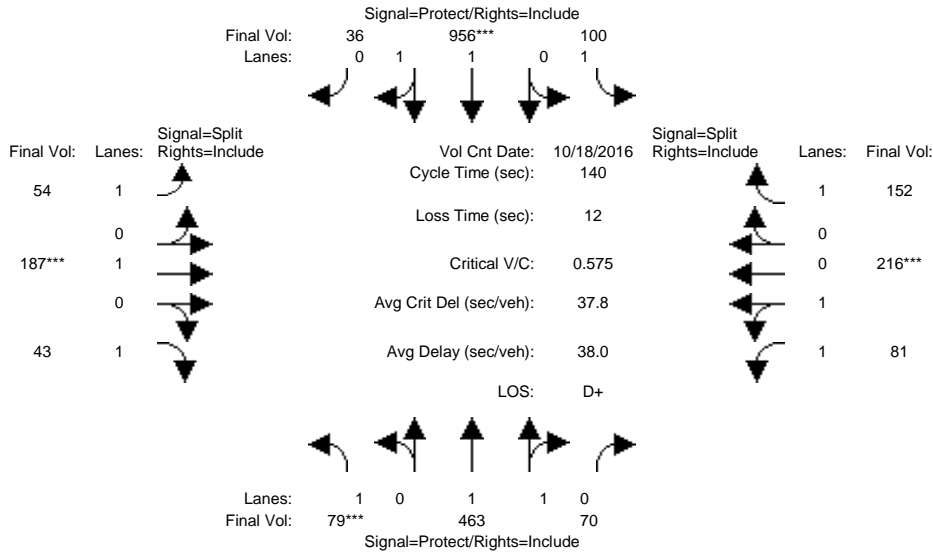 Signal=Protect/Rights=Include
Final Vol: 36 956*** 100
Lanes: 0 1 1 0 1
Signal=Split
Final Vol: Lanes: Rights=Include
Vol Cnt Date: 10/18/2016
Signal=Split
Rights=Include Lanes: Final Vol:
Cycle Time (sec): 140
54 1
1 152
Loss Time (sec): 12
0
0
187*** 1
Critical V/C: 0.575
0 216***
0
Avg Crit Del (sec/veh): 37.8
1
43 1
Avg Delay (sec/veh): 38.0
1 81
LOS: D+
Lanes: 1 0 1 1 0
Final Vol: 79*** 463 70
Signal=Protect/Rights=Include